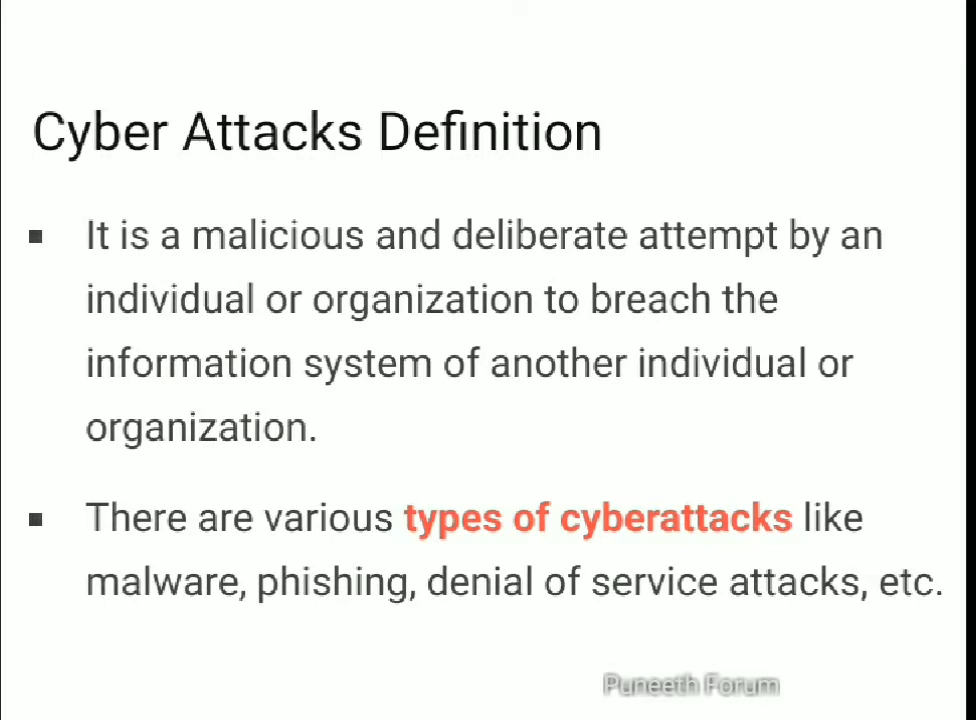 Cyber Attacks Definition
It is a malicious and deliberate attempt by an
individual or organization to breach the
information system of another individual or
organization.
There are various types of cyberattacks like
malware, phishing, denial of service attacks, etc.
Puneeth Forum